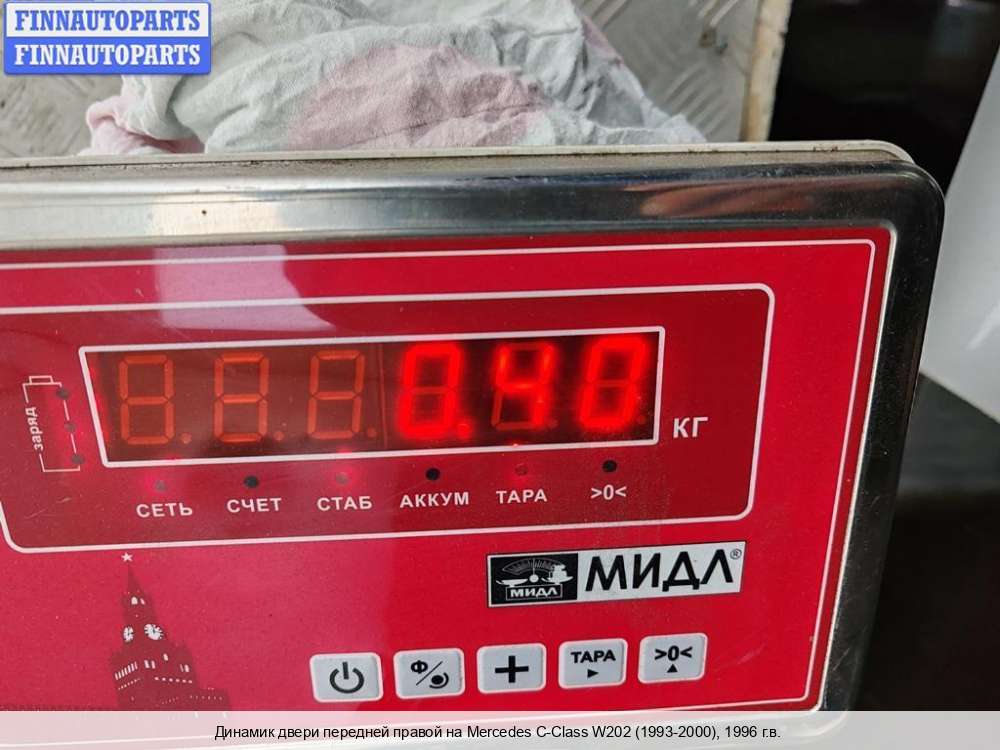 FINNAUTOPARTS
FINNAUTOPARTS
0.40
заряд
КГ
СЕТЬ СЧЕТ СТАБ АККУМ ТАРА >0<
МИДЛ МИДЛ®
Ф/ + ТАРА >0<
Динамик двери передней правой на Mercedes C-Class W202 (1993-2000), 1996 г.в.